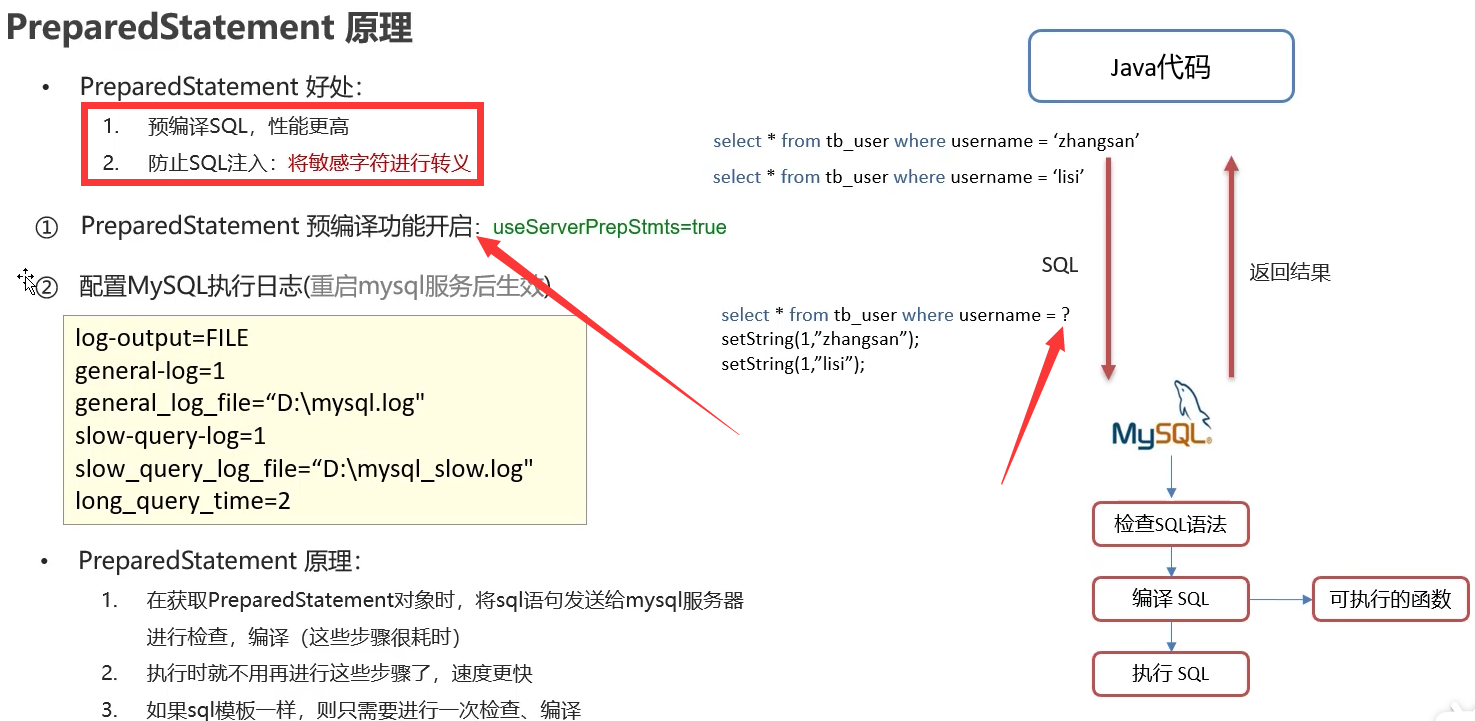 PreparedStatement 原理
• PreparedStatement 好处：
1. 预编译SQL，性能更高
2. 防止SQL注入：将敏感字符进行转义
① PreparedStatement 预编译功能开启：useServerPrepStmts=true
② 配置MySQL执行日志(重启mysql服务后生效)
log-output=FILE
general-log=1
general_log_file=“D:\mysql.log"
slow-query-log=1
slow_query_log_file=“D:\mysql_slow.log"
long_query_time=2
• PreparedStatement 原理：
1. 在获取PreparedStatement对象时，将sql语句发送给mysql服务器
进行检查，编译（这些步骤很耗时）
2. 执行时就不用再进行这些步骤了，速度更快
3. 如果sql模板一样，则只需要进行一次检查、编译
Java代码
select * from tb_user where username = ‘zhangsan’
select * from tb_user where username = ‘lisi’
SQL
返回结果
select * from tb_user where username = ?
setString(1,”zhangsan”);
setString(1,”lisi”);
MySQL®
检查SQL语法
编译 SQL
可执行的函数
执行 SQL